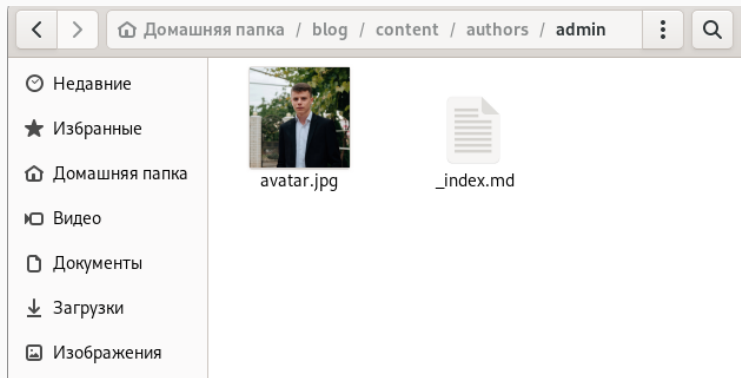 Домашняя папка / blog / content / authors / admin
Недавние
Избранные
Домашняя папка
Видео
Документы
Загрузки
Изображения
avatar.jpg
_index.md